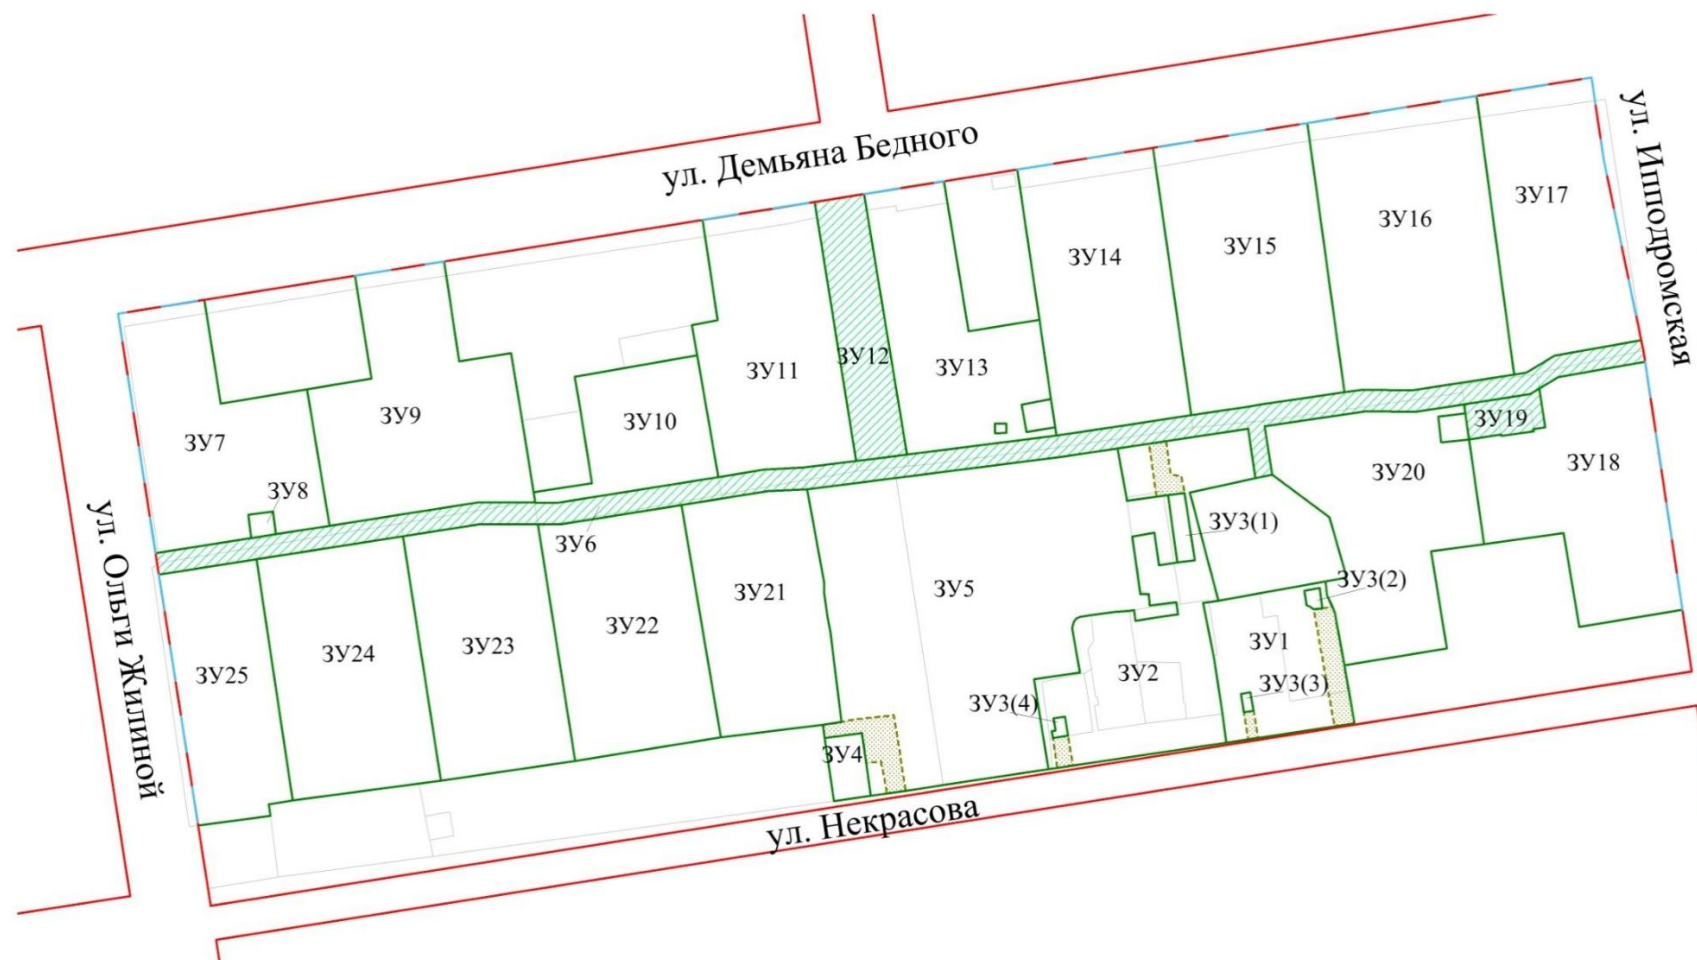 ул. Демьяна Бедного
ул. Ипподромская
ЗУ17
ЗУ16
ЗУ15
ЗУ14
ЗУ12
ЗУ13
ЗУ11
ЗУ9
ЗУ10
ЗУ19
ЗУ7
ЗУ18
ЗУ20
ЗУ8
ЗУ3(1)
ул. Ольги Жилиной
ЗУ6
ЗУ3(2)
ЗУ5
ЗУ21
ЗУ22
ЗУ23
ЗУ1
ЗУ24
ЗУ25
ЗУ2
ЗУ3(3)
ЗУ3(4)
ЗУ4
ул. Некрасова